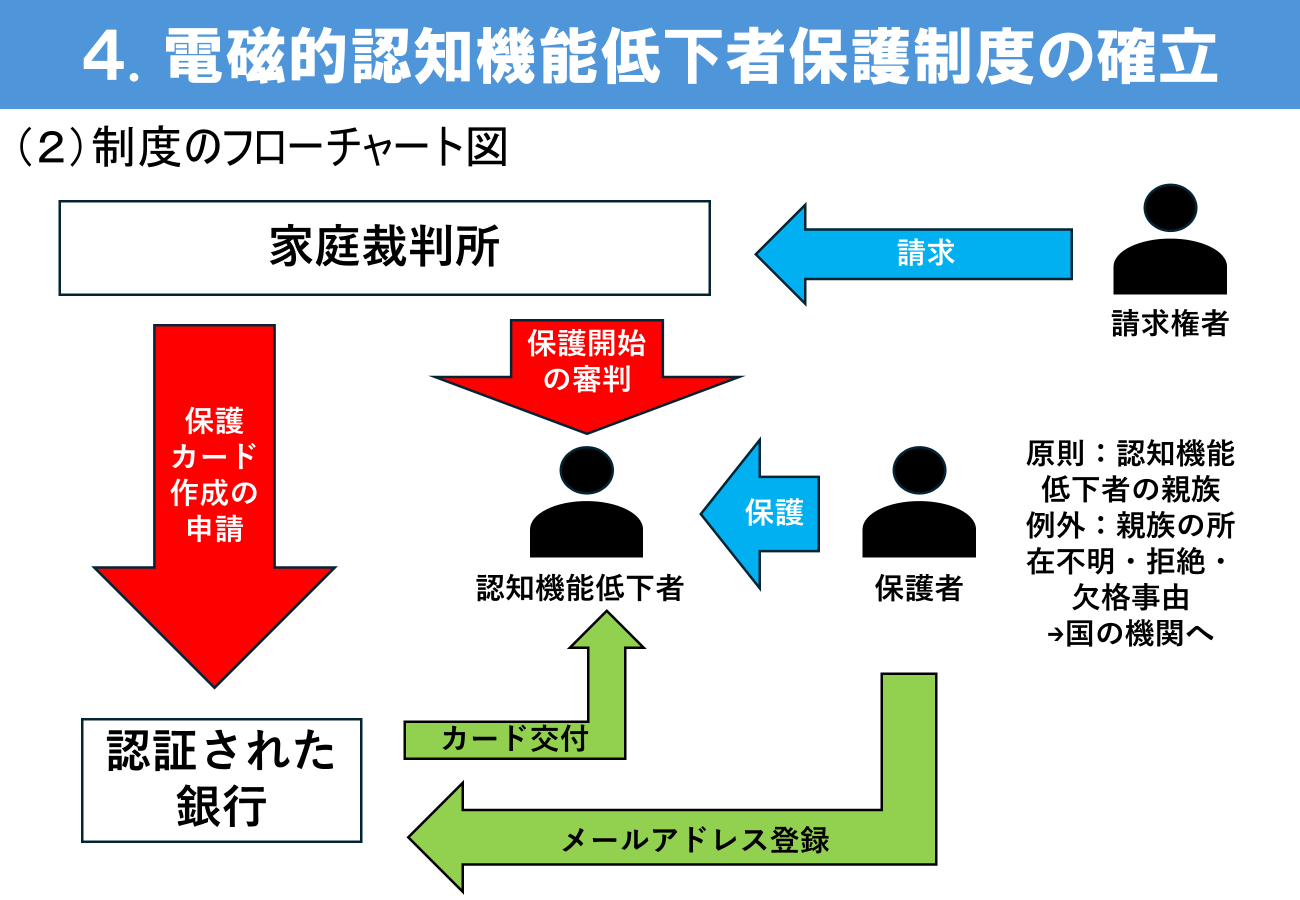 ４．電磁的認知機能低下者保護制度の確立
（２）制度のフローチャート図
家庭裁判所
請求
請求権者
保護開始
の審判
保護
カード
作成の
申請
認知機能低下者
保護
保護者
原則：認知機能
低下者の親族
例外：親族の所
在不明・拒絶・
欠格事由
→国の機関へ
認証された
銀行
カード交付
メールアドレス登録